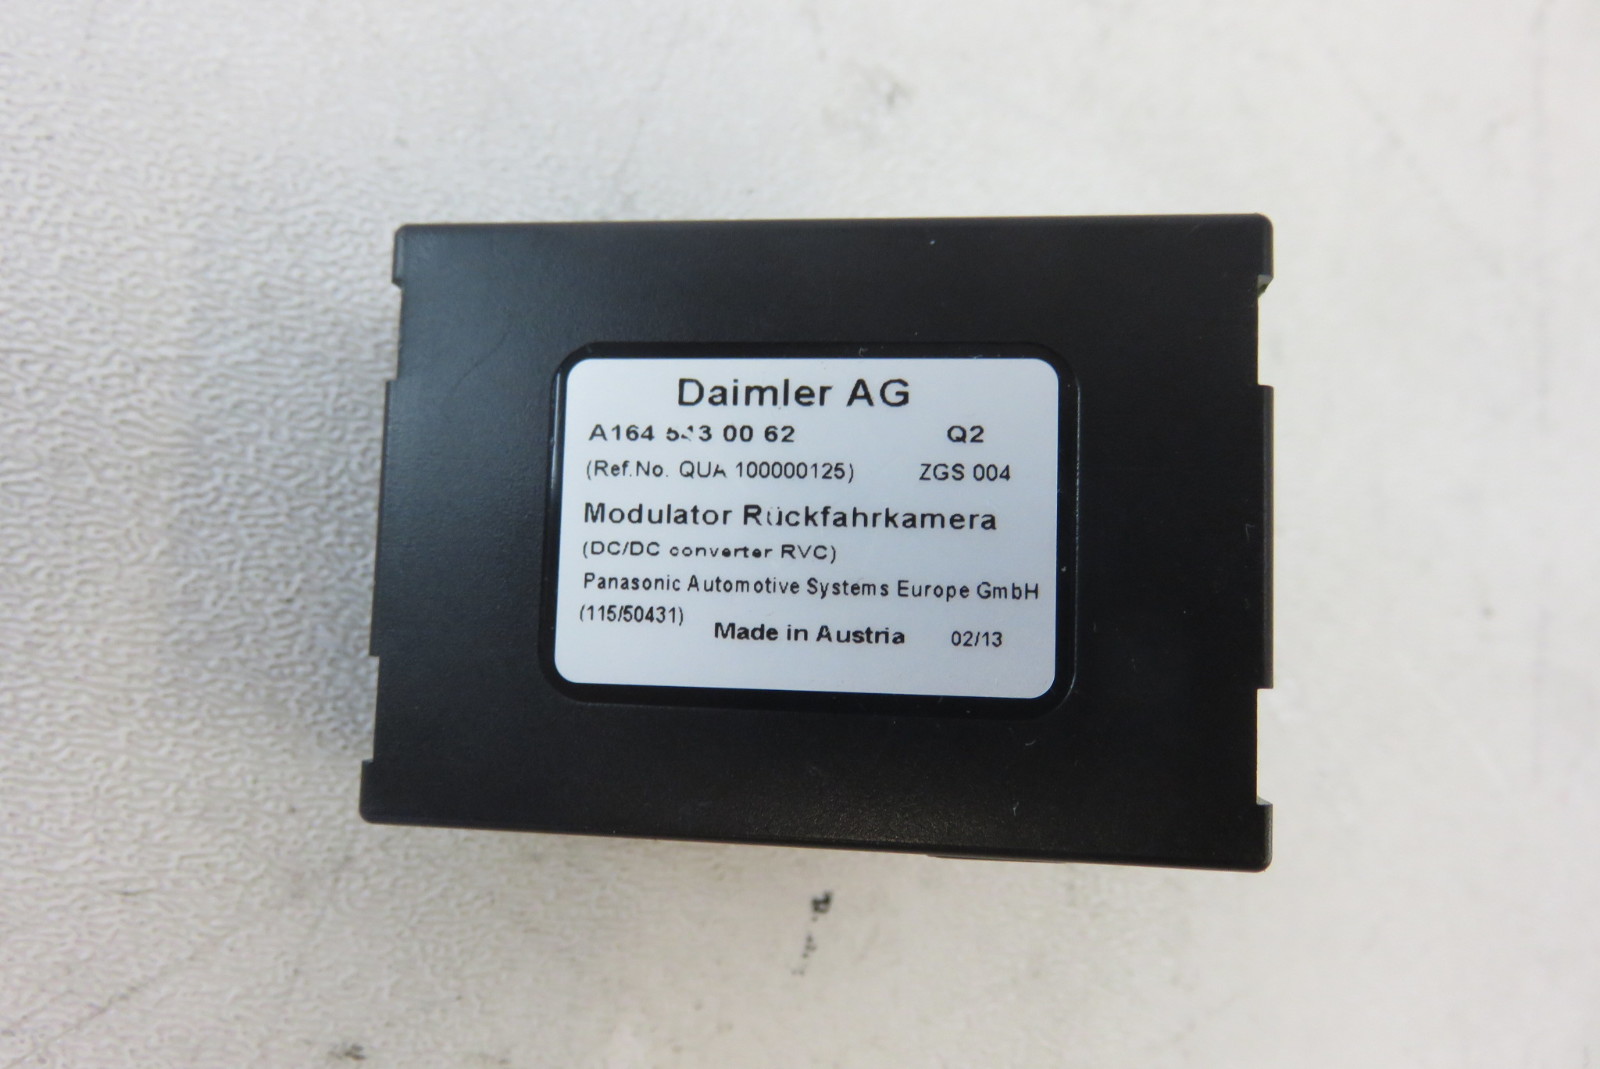 Daimler AG
A164 00 62 Q2
(Ref.No. QUA 100000125) ZGS 004
Modulator Rückfahrkamera
(DC/DC converter RVC)
Panasonic Automotive Systems Europe GmbH
(115/50431)
Made in Austria 02/13